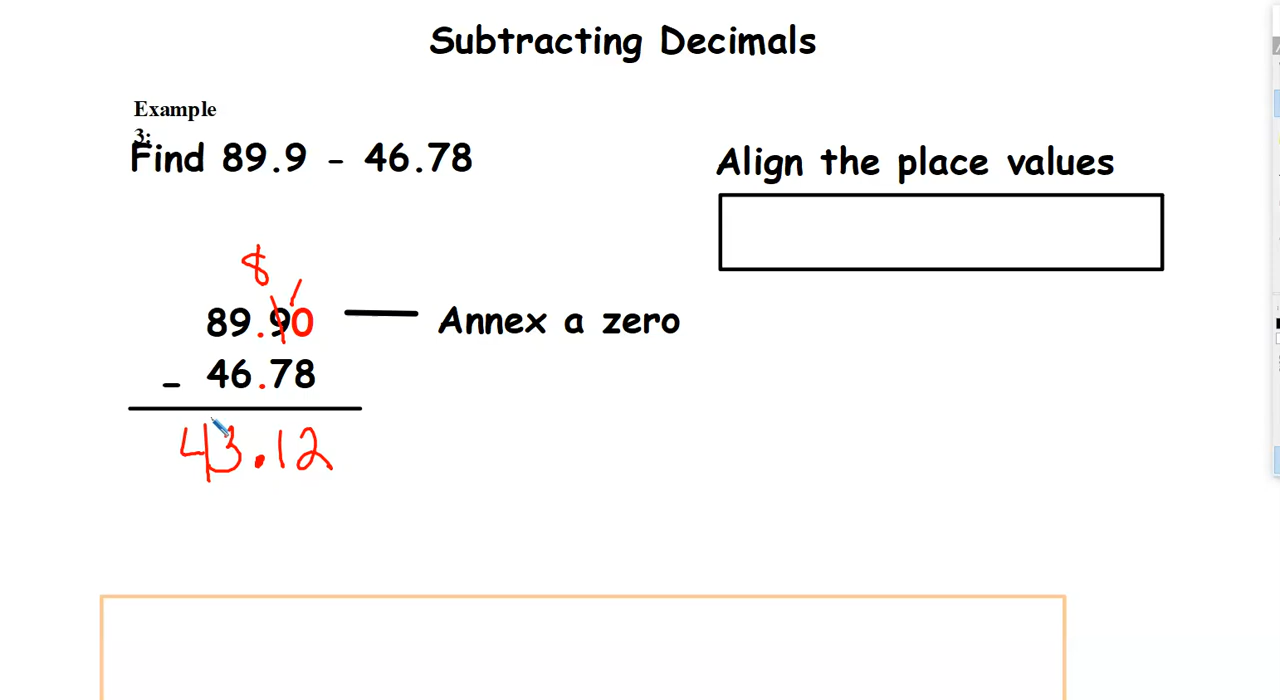 Subtracting Decimals
Example
3:
Find 89.9 - 46.78
Align the place values
8
89.90 Annex a zero
- 46.78
43.12